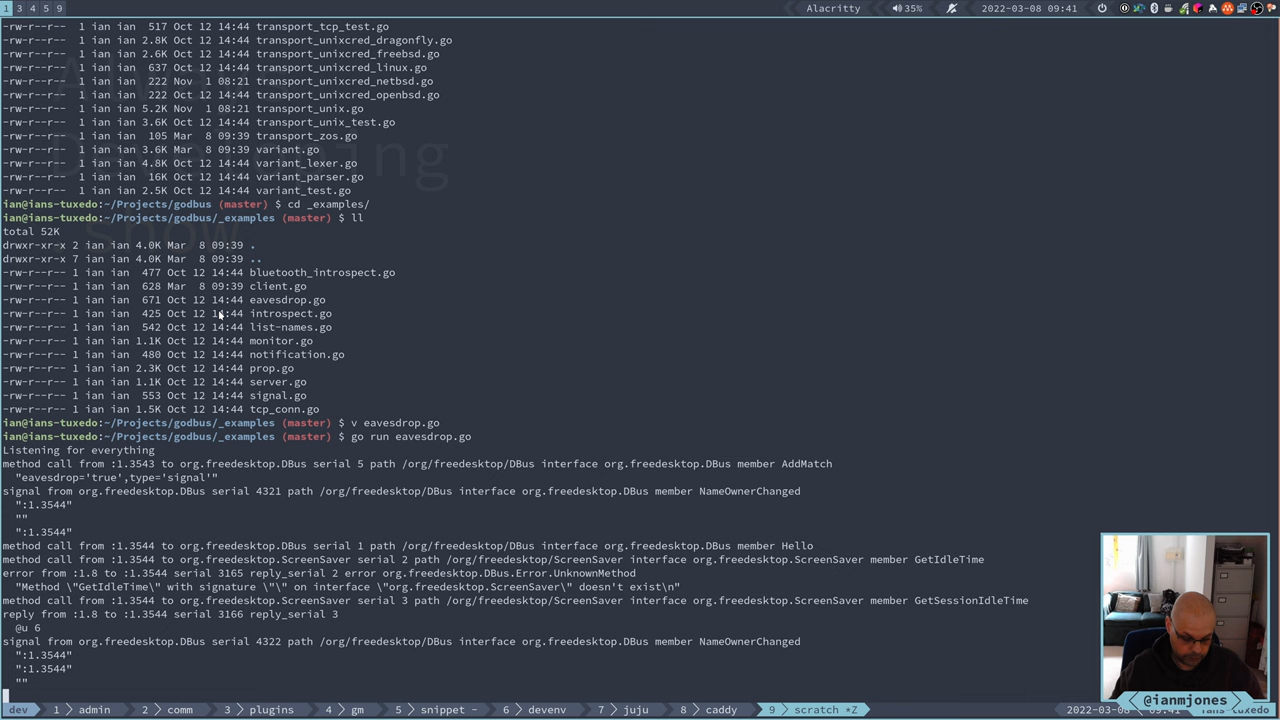 1 3 4 5 9 Alacritty 35% 2022-03-08 09:41
-rw-r--r-- 1 ian ian 517 Oct 12 14:44 transport_tcp_test.go
-rw-r--r-- 1 ian ian 2.8K Oct 12 14:44 transport_unixcred_dragonfly.go
-rw-r--r-- 1 ian ian 2.6K Oct 12 14:44 transport_unixcred_freebsd.go
-rw-r--r-- 1 ian ian 637 Oct 12 14:44 transport_unixcred_linux.go
-rw-r--r-- 1 ian ian 222 Nov 1 08:21 transport_unixcred_netbsd.go
-rw-r--r-- 1 ian ian 222 Oct 12 14:44 transport_unixcred_openbsd.go
-rw-r--r-- 1 ian ian 5.2K Nov 1 08:21 transport_unix.go
-rw-r--r-- 1 ian ian 3.6K Oct 12 14:44 transport_unix_test.go
-rw-r--r-- 1 ian ian 105 Mar 8 09:39 transport_zos.go
-rw-r--r-- 1 ian ian 3.6K Mar 8 09:39 variant.go
-rw-r--r-- 1 ian ian 4.8K Oct 12 14:44 variant_lexer.go
-rw-r--r-- 1 ian ian 16K Oct 12 14:44 variant_parser.go
-rw-r--r-- 1 ian ian 2.5K Oct 12 14:44 variant_test.go
ian@ians-tuxedo:~/Projects/godbus (master) $ cd _examples/
ian@ians-tuxedo:~/Projects/godbus/_examples (master) $ ll
total 52K
drwxr-xr-x 2 ian ian 4.0K Mar 8 09:39 .
drwxr-xr-x 7 ian ian 4.0K Mar 8 09:39 ..
-rw-r--r-- 1 ian ian 477 Oct 12 14:44 bluetooth_introspect.go
-rw-r--r-- 1 ian ian 628 Mar 8 09:39 client.go
-rw-r--r-- 1 ian ian 671 Oct 12 14:44 eavesdrop.go
-rw-r--r-- 1 ian ian 425 Oct 12 14:44 introspect.go
-rw-r--r-- 1 ian ian 542 Oct 12 14:44 list-names.go
-rw-r--r-- 1 ian ian 1.1K Oct 12 14:44 monitor.go
-rw-r--r-- 1 ian ian 480 Oct 12 14:44 notification.go
-rw-r--r-- 1 ian ian 2.3K Oct 12 14:44 prop.go
-rw-r--r-- 1 ian ian 1.1K Oct 12 14:44 server.go
-rw-r--r-- 1 ian ian 553 Oct 12 14:44 signal.go
-rw-r--r-- 1 ian ian 1.5K Oct 12 14:44 tcp_conn.go
ian@ians-tuxedo:~/Projects/godbus/_examples (master) $ v eavesdrop.go
ian@ians-tuxedo:~/Projects/godbus/_examples (master) $ go run eavesdrop.go
Listening for everything
method call from :1.3543 to org.freedesktop.DBus serial 5 path /org/freedesktop/DBus interface org.freedesktop.DBus member AddMatch
"eavesdrop='true',type='signal'"
signal from org.freedesktop.DBus serial 4321 path /org/freedesktop/DBus interface org.freedesktop.DBus member NameOwnerChanged
":1.3544"
""
":1.3544"
method call from :1.3544 to org.freedesktop.DBus serial 1 path /org/freedesktop/DBus interface org.freedesktop.DBus member Hello
method call from :1.3544 to org.freedesktop.ScreenSaver serial 2 path /org/freedesktop/ScreenSaver interface org.freedesktop.ScreenSaver member GetIdleTime
error from :1.8 to :1.3544 serial 3165 reply_serial 2 error org.freedesktop.DBus.Error.UnknownMethod
"Method \"GetIdleTime\" with signature \"\" on interface \"org.freedesktop.ScreenSaver\" doesn't exist\n"
method call from :1.3544 to org.freedesktop.ScreenSaver serial 3 path /org/freedesktop/ScreenSaver interface org.freedesktop.ScreenSaver member GetSessionIdleTime
reply from :1.8 to :1.3544 serial 3166 reply_serial 3
@u 6
signal from org.freedesktop.DBus serial 4322 path /org/freedesktop/DBus interface org.freedesktop.DBus member NameOwnerChanged
":1.3544"
":1.3544"
""
@ianmjones
dev 1 admin 2 comm 3 plugins 4 gm 5 snippet - 6 devenv 7 juju 8 caddy 9 scratch *Z 2022-03-08